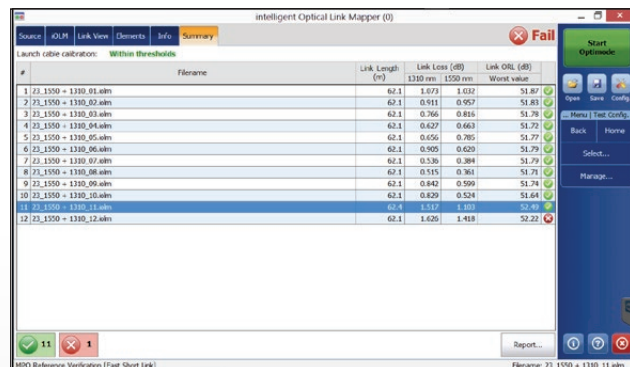 intelligent Optical Link Mapper (0)
Source iOLM Link View Elements Info Summary Fail
Launch cable calibration: Within thresholds
# Filename Link Length (m) Link Loss (dB) Link ORL (dB)
1310 nm 1550 nm Worst value
1 23_1550 + 1310_01.iolm 62.1 1.073 1.032 51.87
2 23_1550 + 1310_02.iolm 62.1 0.911 0.957 51.83
3 23_1550 + 1310_03.iolm 62.1 0.766 0.816 51.78
4 23_1550 + 1310_04.iolm 62.1 0.627 0.663 51.72
5 23_1550 + 1310_05.iolm 62.1 0.656 0.785 51.77
6 23_1550 + 1310_06.iolm 62.1 0.905 0.620 51.79
7 23_1550 + 1310_07.iolm 62.1 0.536 0.384 51.79
8 23_1550 + 1310_08.iolm 62.1 0.515 0.361 51.71
9 23_1550 + 1310_09.iolm 62.1 0.842 0.599 51.74
10 23_1550 + 1310_10.iolm 62.1 0.829 0.524 51.64
11 23_1550 + 1310_11.iolm 62.4 1.517 1.103 52.49
12 23_1550 + 1310_12.iolm 62.1 1.626 1.418 52.22
11 1 Report...
MPO Reference Verification [Fast Short Link] Filename: 23_1550 + 1310_11.iolm
Start
Optimode
Open Save Config.
... Menu | Test Config.
Back Home
Select...
Manage...